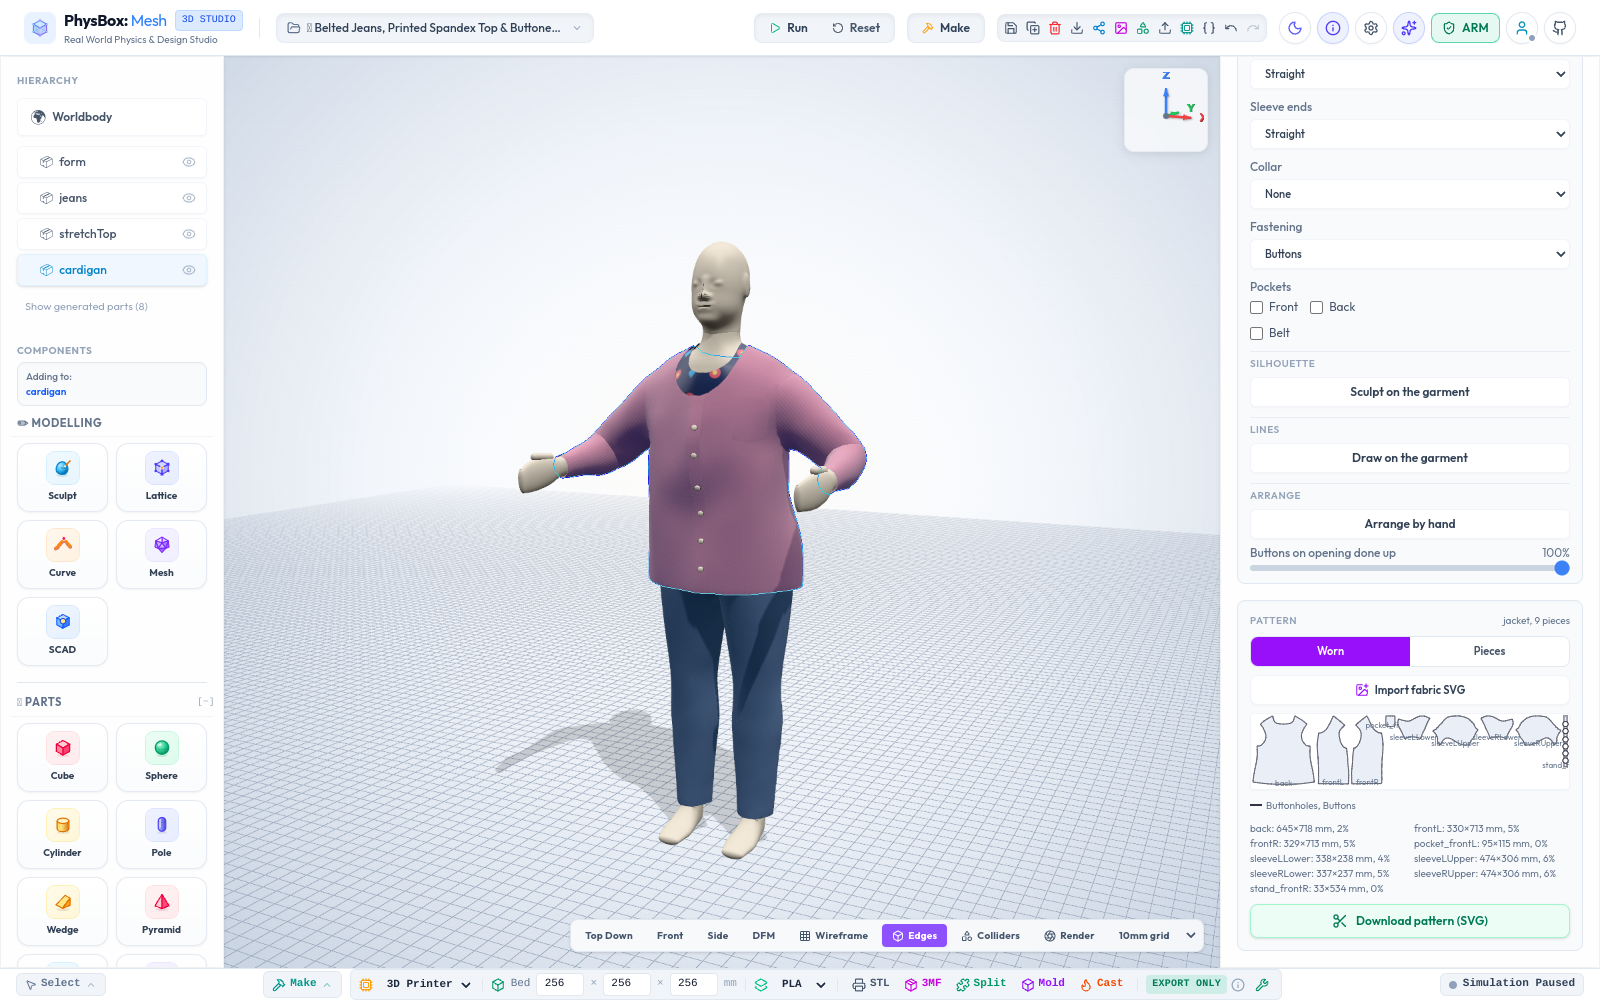 PhysBox: Mesh
3D STUDIO
Real World Physics & Design Studio
Belted Jeans, Printed Spandex Top & Buttone...
Run
Reset
Make
ARM
HIERARCHY
Worldbody
form
jeans
stretchTop
cardigan
Show generated parts (8)
COMPONENTS
Adding to:
cardigan
MODELLING
Sculpt
Lattice
Curve
Mesh
SCAD
PARTS
[-]
Cube
Sphere
Cylinder
Pole
Wedge
Pyramid
Z
Y
Straight
Sleeve ends
Straight
Collar
None
Fastening
Buttons
Pockets
Front
Back
Belt
SILHOUETTE
Sculpt on the garment
LINES
Draw on the garment
ARRANGE
Arrange by hand
Buttons on opening done up
100%
PATTERN
jacket, 9 pieces
Worn
Pieces
Import fabric SVG
back
frontL
frontR
sleeveLLower
sleeveLUpper
sleeveRUpper
Buttonholes, Buttons
back: 645×718 mm, 2%
frontL: 330×713 mm, 5%
frontR: 329×713 mm, 5%
pocket_frontL: 95×115 mm, 0%
sleeveLLower: 338×238 mm, 4%
sleeveLUpper: 474×306 mm, 6%
sleeveRLower: 337×237 mm, 5%
sleeveRUpper: 474×306 mm, 6%
stand_frontR: 33×534 mm, 0%
Download pattern (SVG)
Top Down
Front
Side
DFM
Wireframe
Edges
Colliders
Render
10mm grid
Select
Make
3D Printer
Bed
256
×
256
×
256
mm
PLA
STL
3MF
Split
Mold
Cast
EXPORT ONLY
Simulation Paused